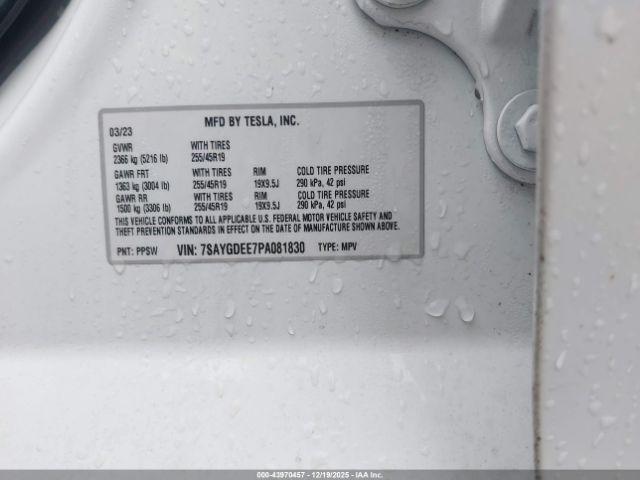 MFD BY TESLA, INC.
03/23
GVWR WITH TIRES
2366 kg (5216 lb) 255/45R19
GAWR FRT WITH TIRES RIM COLD TIRE PRESSURE
1363 kg (3004 lb) 255/45R19 19X9.5J 290 kPa, 42 psi
GAWR RR WITH TIRES RIM COLD TIRE PRESSURE
1500 kg (3306 lb) 255/45R19 19X9.5J 290 kPa, 42 psi
THIS VEHICLE CONFORMS TO ALL APPLICABLE U.S. FEDERAL MOTOR VEHICLE SAFETY AND
THEFT PREVENTION STANDARDS IN EFFECT ON THE DATE OF MANUFACTURE SHOWN ABOVE.
PNT: PPSW VIN: 7SAYGDEE7PA081830 TYPE: MPV
000-43970457 - 12/19/2025 - IAA Inc.